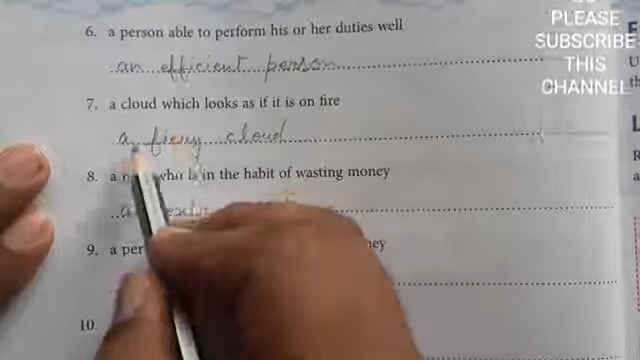 PLEASE
SUBSCRIBE
THIS
CHANNEL
6. a person able to perform his or her duties well
an efficient person
7. a cloud which looks as if it is on fire
a fiery cloud
8. a who is in the habit of wasting money
9. a per
10